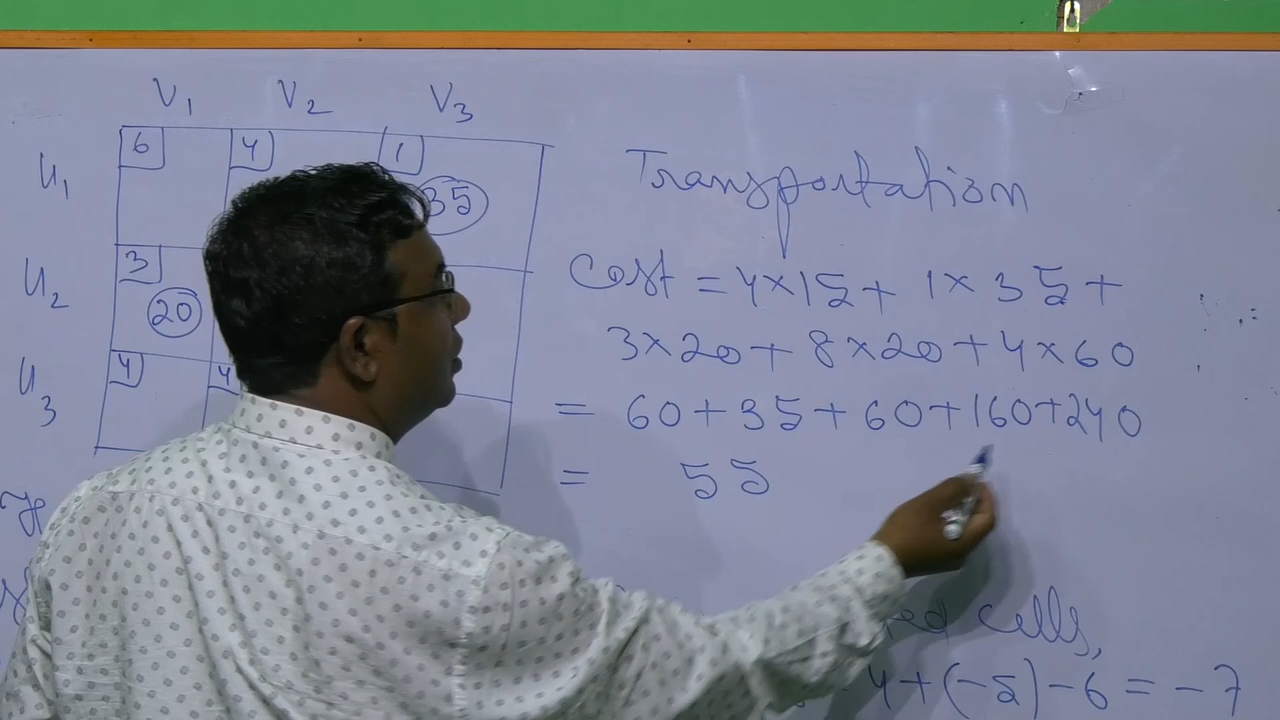 V₁ V₂ V₃
U₁ 6 4 1 35
U₂ 3 20
U₃ 4 4
Transportation
Cost = 4×15+ 1×35+
3×20+8×20+4×60
= 60+35+60+160+240
= 55
cells,
4+(-5)-6=-7